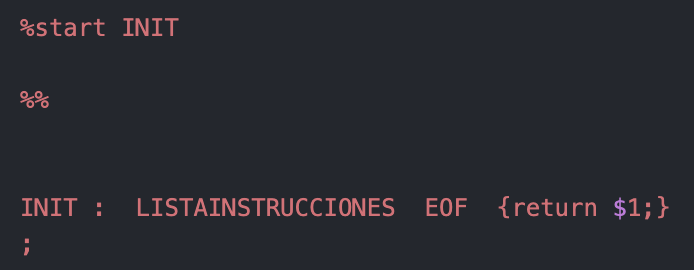 %start INIT
%%
INIT :  LISTAINSTRUCCIONES  EOF  {return $1;}
;